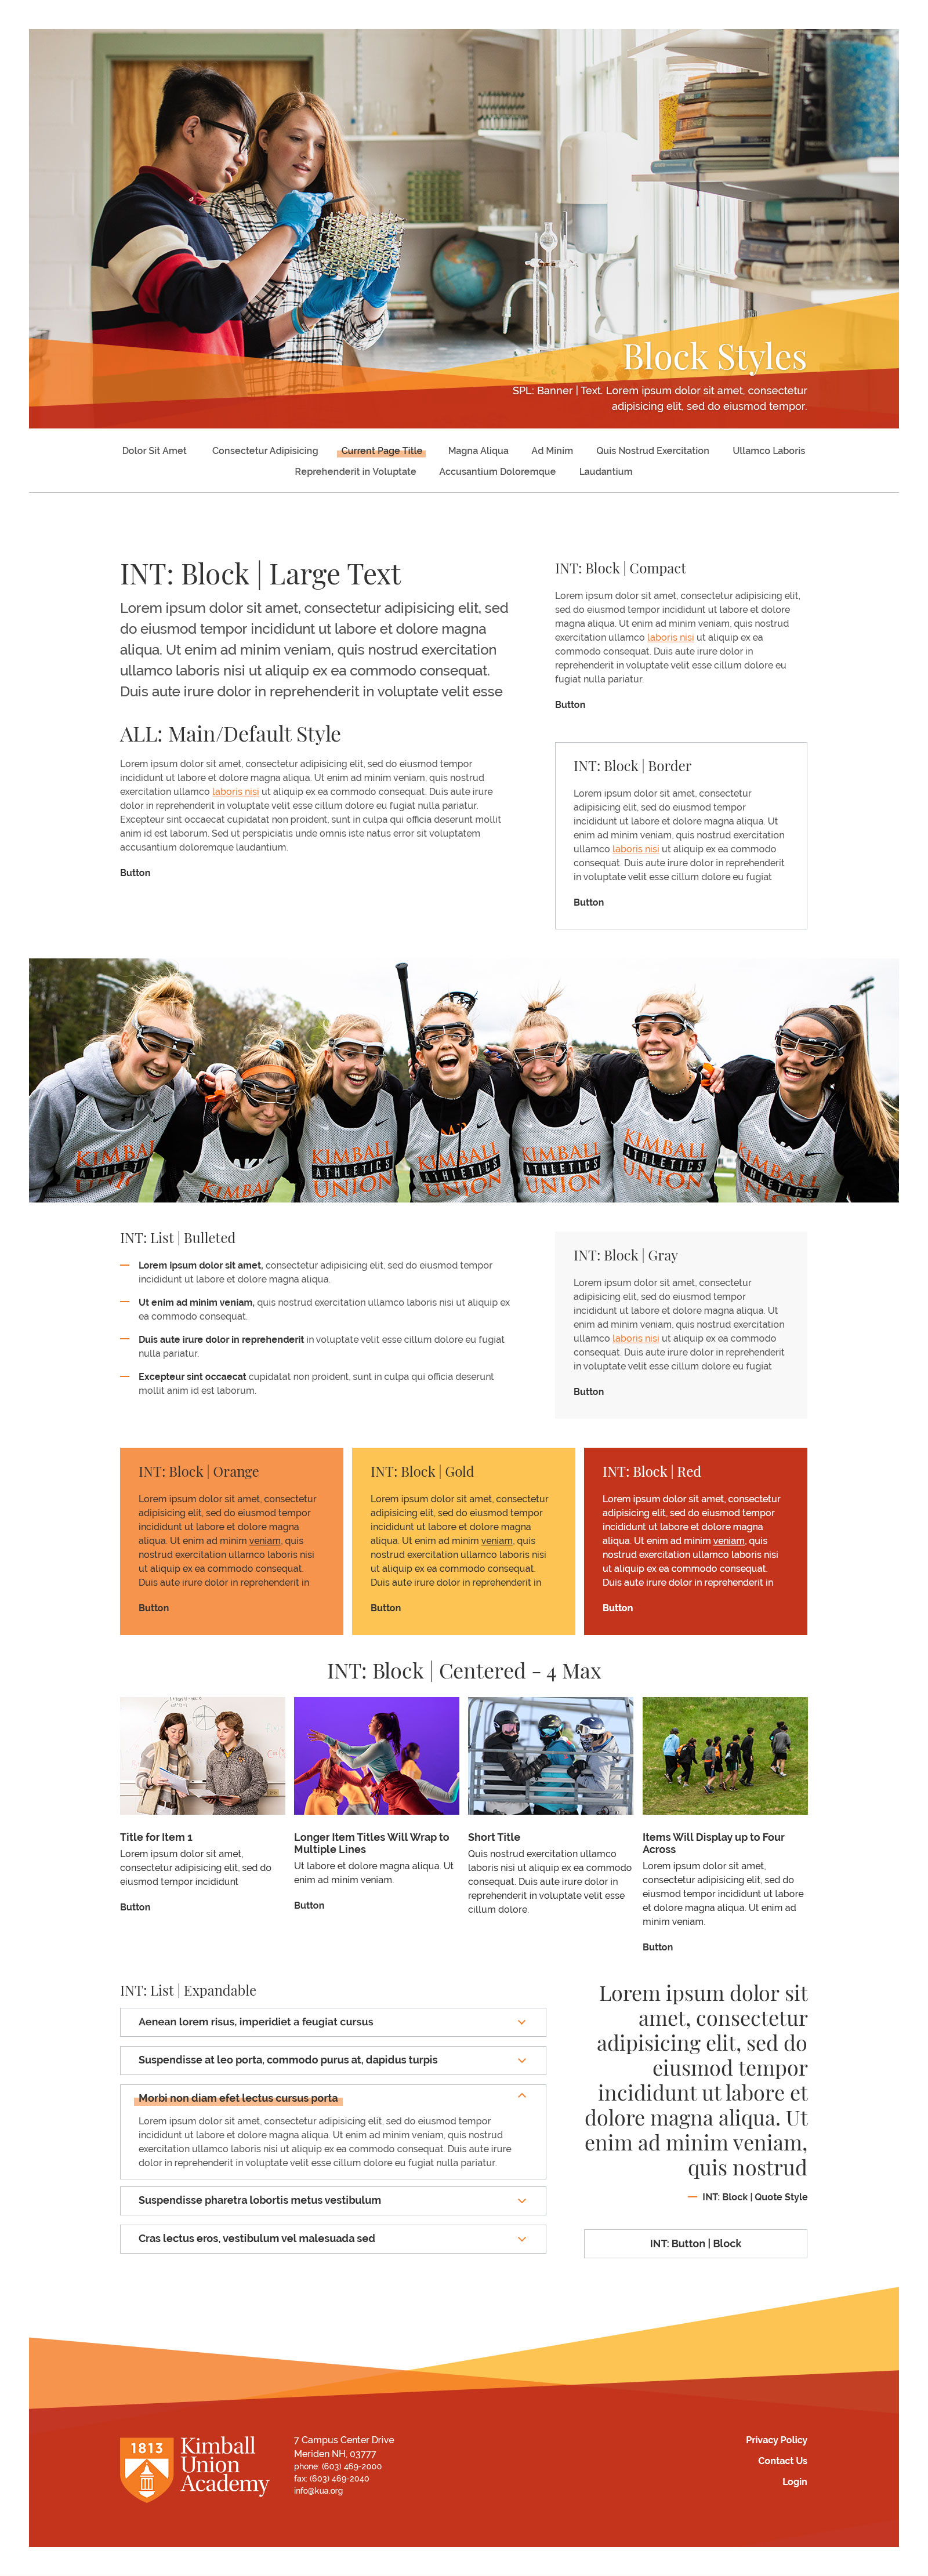 Block Styles
SPL: Banner | Text. Lorem ipsum dolor sit amet, consectetur
adipisicing elit, sed do eiusmod tempor.
Dolor Sit Amet Consectetur Adipisicing Current Page Title Magna Aliqua Ad Minim Quis Nostrud Exercitation Ullamco Laboris
Reprehenderit in Voluptate Accusantium Doloremque Laudantium
INT: Block | Large Text
Lorem ipsum dolor sit amet, consectetur adipisicing elit, sed
do eiusmod tempor incididunt ut labore et dolore magna
aliqua. Ut enim ad minim veniam, quis nostrud exercitation
ullamco laboris nisi ut aliquip ex ea commodo consequat.
Duis aute irure dolor in reprehenderit in voluptate velit esse
ALL: Main/Default Style
Lorem ipsum dolor sit amet, consectetur adipisicing elit, sed do eiusmod tempor
incididunt ut labore et dolore magna aliqua. Ut enim ad minim veniam, quis nostrud
exercitation ullamco laboris nisi ut aliquip ex ea commodo consequat. Duis aute irure
dolor in reprehenderit in voluptate velit esse cillum dolore eu fugiat nulla pariatur.
Excepteur sint occaecat cupidatat non proident, sunt in culpa qui officia deserunt mollit
anim id est laborum. Sed ut perspiciatis unde omnis iste natus error sit voluptatem
accusantium doloremque laudantium.
Button
INT: Block | Compact
Lorem ipsum dolor sit amet, consectetur adipisicing elit,
sed do eiusmod tempor incididunt ut labore et dolore
magna aliqua. Ut enim ad minim veniam, quis nostrud
exercitation ullamco laboris nisi ut aliquip ex ea
commodo consequat. Duis aute irure dolor in
reprehenderit in voluptate velit esse cillum dolore eu
fugiat nulla pariatur.
Button
INT: Block | Border
Lorem ipsum dolor sit amet, consectetur
adipisicing elit, sed do eiusmod tempor
incididunt ut labore et dolore magna aliqua. Ut
enim ad minim veniam, quis nostrud exercitation
ullamco laboris nisi ut aliquip ex ea commodo
consequat. Duis aute irure dolor in reprehenderit
in voluptate velit esse cillum dolore eu fugiat
Button
KIMBALL
ATHLETICS
UNION
INT: List | Bulleted
Lorem ipsum dolor sit amet, consectetur adipisicing elit, sed do eiusmod tempor
incididunt ut labore et dolore magna aliqua.
Ut enim ad minim veniam, quis nostrud exercitation ullamco laboris nisi ut aliquip ex
ea commodo consequat.
Duis aute irure dolor in reprehenderit in voluptate velit esse cillum dolore eu fugiat
nulla pariatur.
Excepteur sint occaecat cupidatat non proident, sunt in culpa qui officia deserunt
mollit anim id est laborum.
INT: Block | Gray
Lorem ipsum dolor sit amet, consectetur
adipisicing elit, sed do eiusmod tempor
incididunt ut labore et dolore magna aliqua. Ut
enim ad minim veniam, quis nostrud exercitation
ullamco laboris nisi ut aliquip ex ea commodo
consequat. Duis aute irure dolor in reprehenderit
in voluptate velit esse cillum dolore eu fugiat
Button
INT: Block | Orange
Lorem ipsum dolor sit amet, consectetur
adipisicing elit, sed do eiusmod tempor
incididunt ut labore et dolore magna
aliqua. Ut enim ad minim veniam, quis
nostrud exercitation ullamco laboris nisi
ut aliquip ex ea commodo consequat.
Duis aute irure dolor in reprehenderit in
Button
INT: Block | Gold
Lorem ipsum dolor sit amet, consectetur
adipisicing elit, sed do eiusmod tempor
incididunt ut labore et dolore magna
aliqua. Ut enim ad minim veniam, quis
nostrud exercitation ullamco laboris nisi
ut aliquip ex ea commodo consequat.
Duis aute irure dolor in reprehenderit in
Button
INT: Block | Red
Lorem ipsum dolor sit amet, consectetur
adipisicing elit, sed do eiusmod tempor
incididunt ut labore et dolore magna
aliqua. Ut enim ad minim veniam, quis
nostrud exercitation ullamco laboris nisi
ut aliquip ex ea commodo consequat.
Duis aute irure dolor in reprehenderit in
Button
INT: Block | Centered - 4 Max
Title for Item 1
Lorem ipsum dolor sit amet,
consectetur adipisicing elit, sed do
eiusmod tempor incididunt
Button
Longer Item Titles Will Wrap to
Multiple Lines
Ut labore et dolore magna aliqua. Ut
enim ad minim veniam.
Button
Short Title
Quis nostrud exercitation ullamco
laboris nisi ut aliquip ex ea commodo
consequat. Duis aute irure dolor in
reprehenderit in voluptate velit esse
cillum dolore.
Items Will Display up to Four
Across
Lorem ipsum dolor sit amet,
consectetur adipisicing elit, sed do
eiusmod tempor incididunt ut labore
et dolore magna aliqua. Ut enim ad
minim veniam.
Button
INT: List | Expandable
Aenean lorem risus, imperidiet a feugiat cursus
Suspendisse at leo porta, commodo purus at, dapidus turpis
Morbi non diam efet lectus cursus porta
Lorem ipsum dolor sit amet, consectetur adipisicing elit, sed do eiusmod tempor
incididunt ut labore et dolore magna aliqua. Ut enim ad minim veniam, quis nostrud
exercitation ullamco laboris nisi ut aliquip ex ea commodo consequat. Duis aute irure
dolor in reprehenderit in voluptate velit esse cillum dolore eu fugiat nulla pariatur.
Suspendisse pharetra lobortis metus vestibulum
Cras lectus eros, vestibulum vel malesuada sed
Lorem ipsum dolor sit
amet, consectetur
adipisicing elit, sed do
eiusmod tempor
incididunt ut labore et
dolore magna aliqua. Ut
enim ad minim veniam,
quis nostrud
INT: Block | Quote Style
INT: Button | Block
1813
Kimball
Union
Academy
7 Campus Center Drive
Meriden NH, 03777
phone: (603) 469-2000
fax: (603) 469-2040
info@kua.org
Privacy Policy
Contact Us
Login